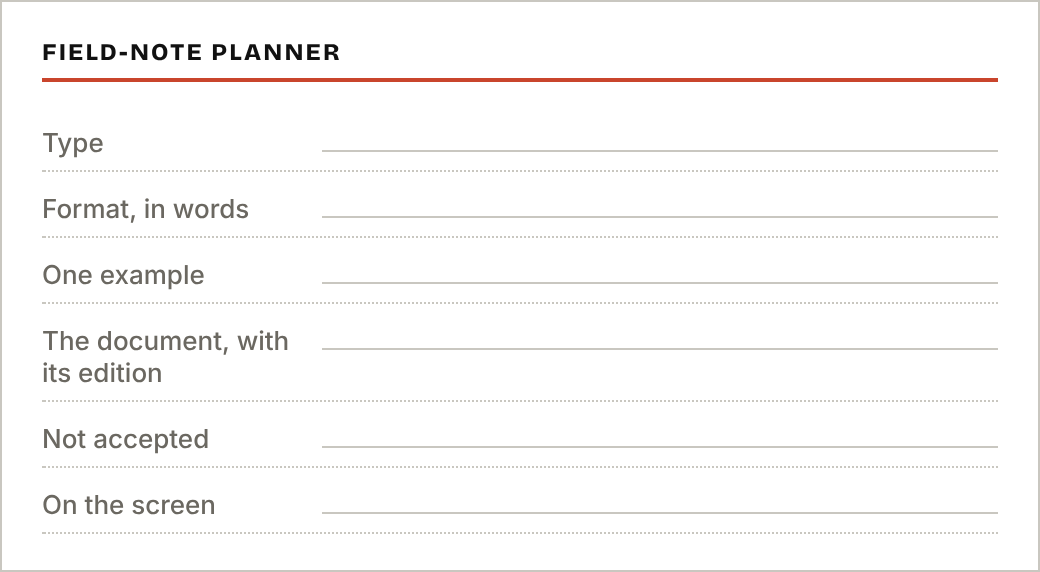 FIELD-NOTE PLANNER
Type
Format, in words
One example
The document, with
its edition
Not accepted
On the screen